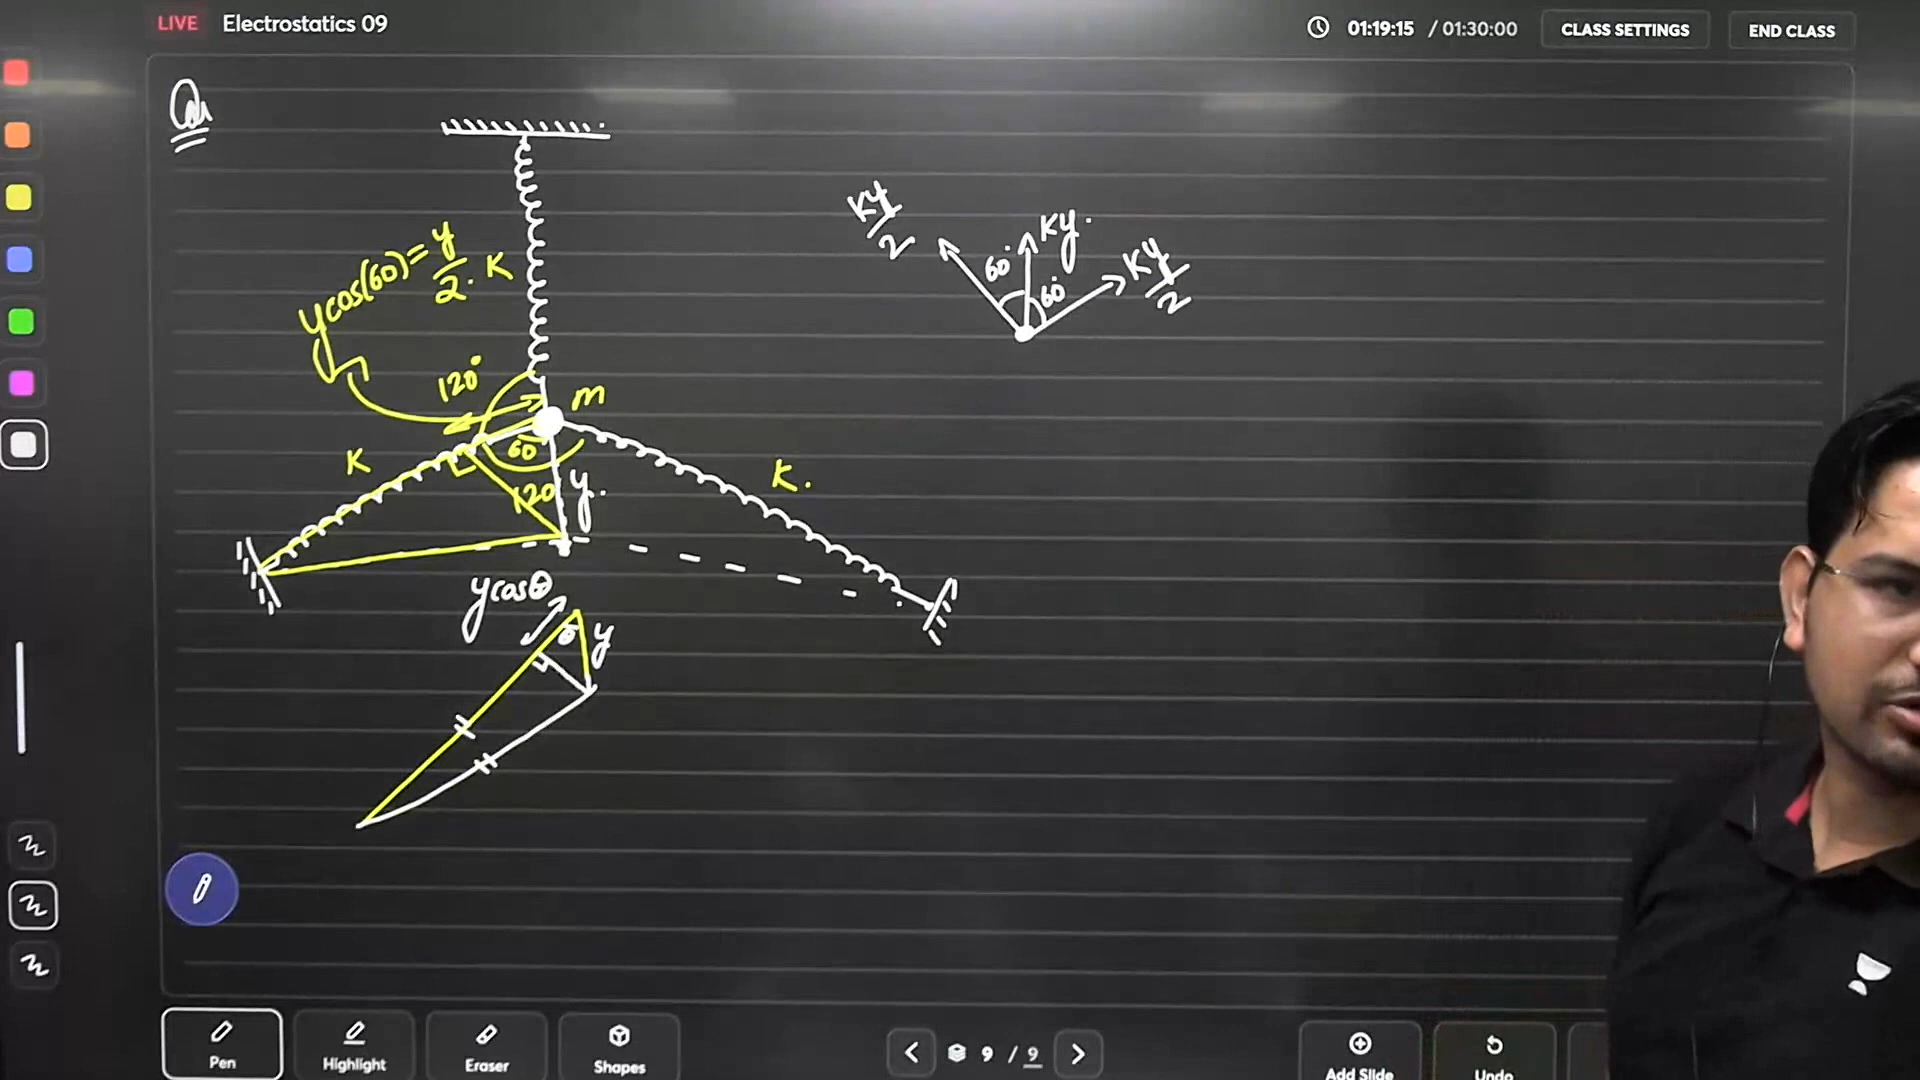 LIVE Electrostatics 09
01:19:15 / 01:30:00
CLASS SETTINGS
END CLASS
Qn
Ky/2
Ky.
Ky/2
60°
60°
ycos(60)=y/2. K
120°
m
K
60
K.
120
y.
ycosθ
θ
y
Pen
Highlight
Eraser
Shapes
9 / 9
Add Slide
Undo